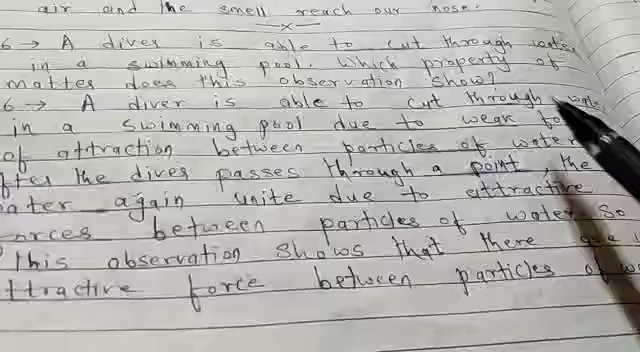 air and the smell reach our nose.
x
6 → A diver is able to cut through water
in a swimming pool. Which property of
matter does this observation show?
6 → A diver is able to cut through water
in a swimming pool due to weak
of attraction between particles of water
the diver passes through a point, the
again unite due to attractive
between particles of water. So
This observation shows that there are
force between particles of